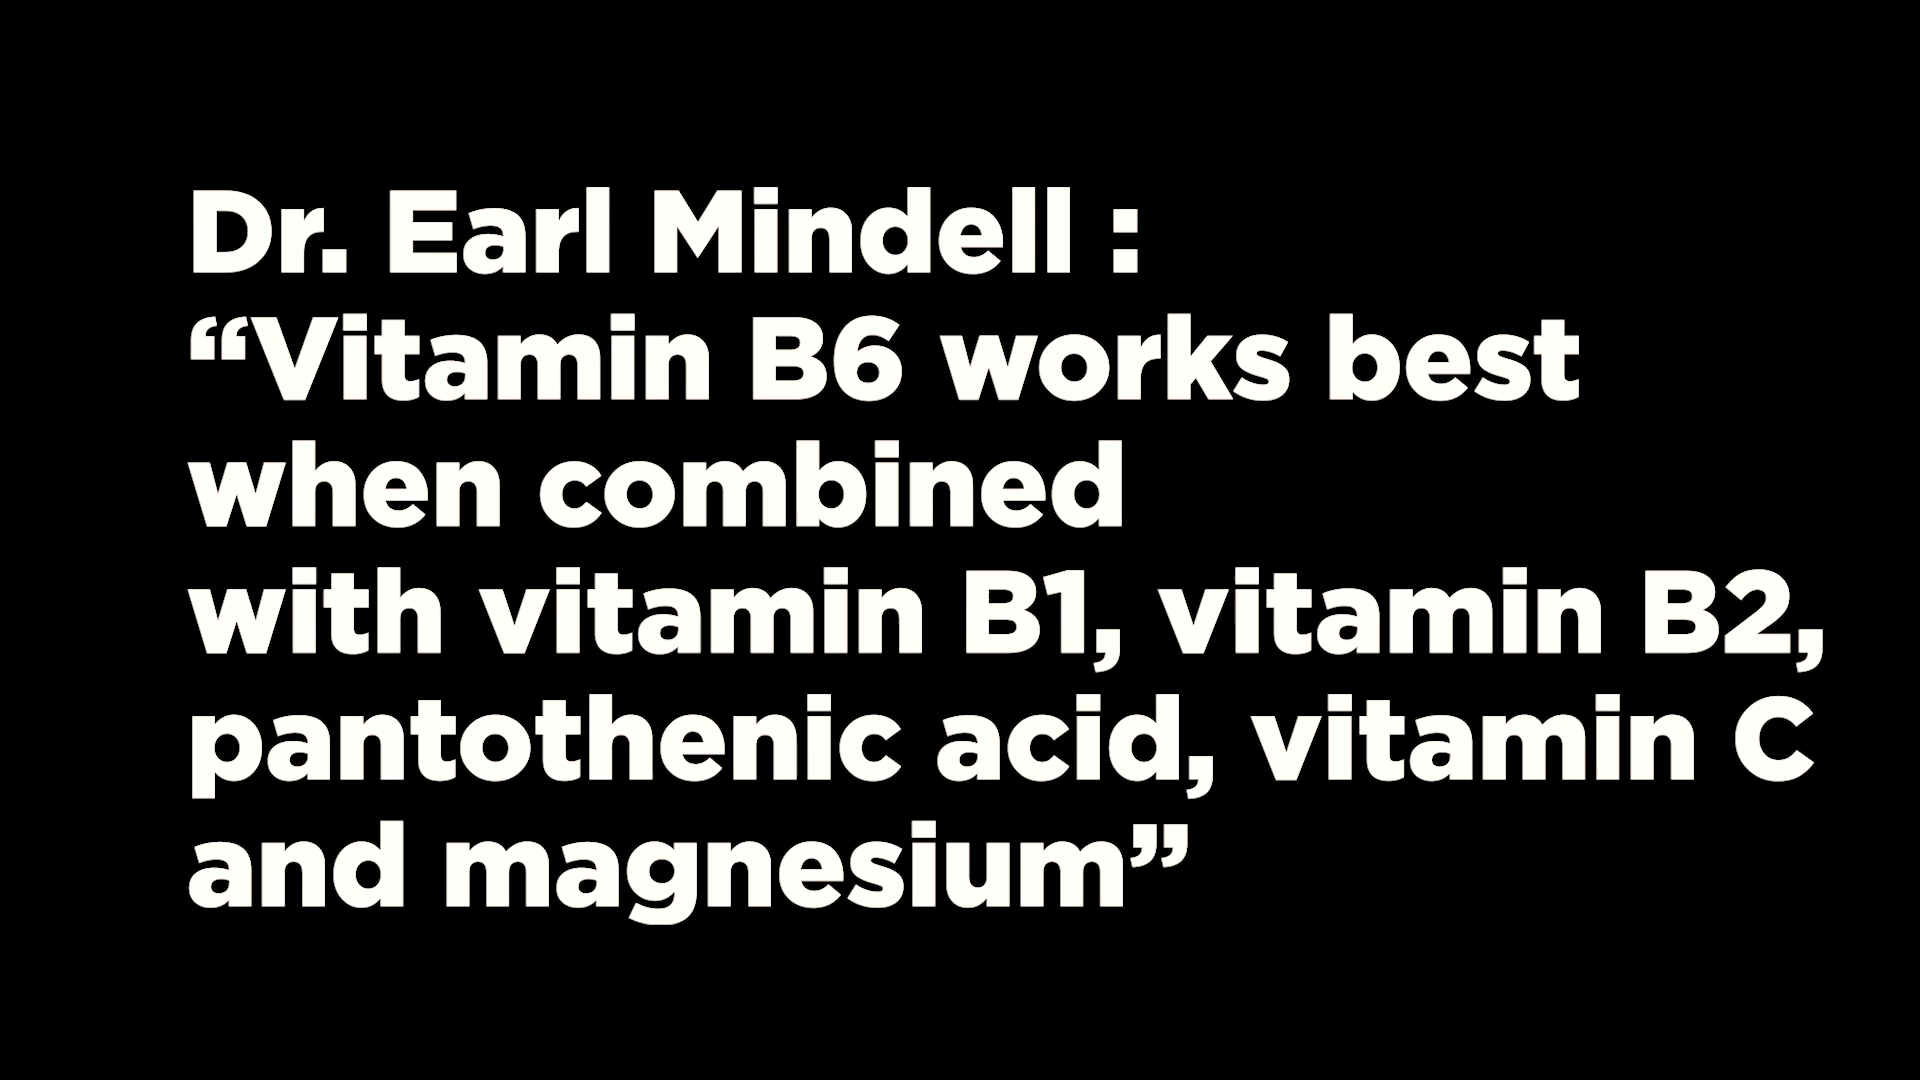 Dr. Earl Mindell :
“Vitamin B6 works best
when combined
with vitamin B1, vitamin B2,
pantothenic acid, vitamin C
and magnesium”